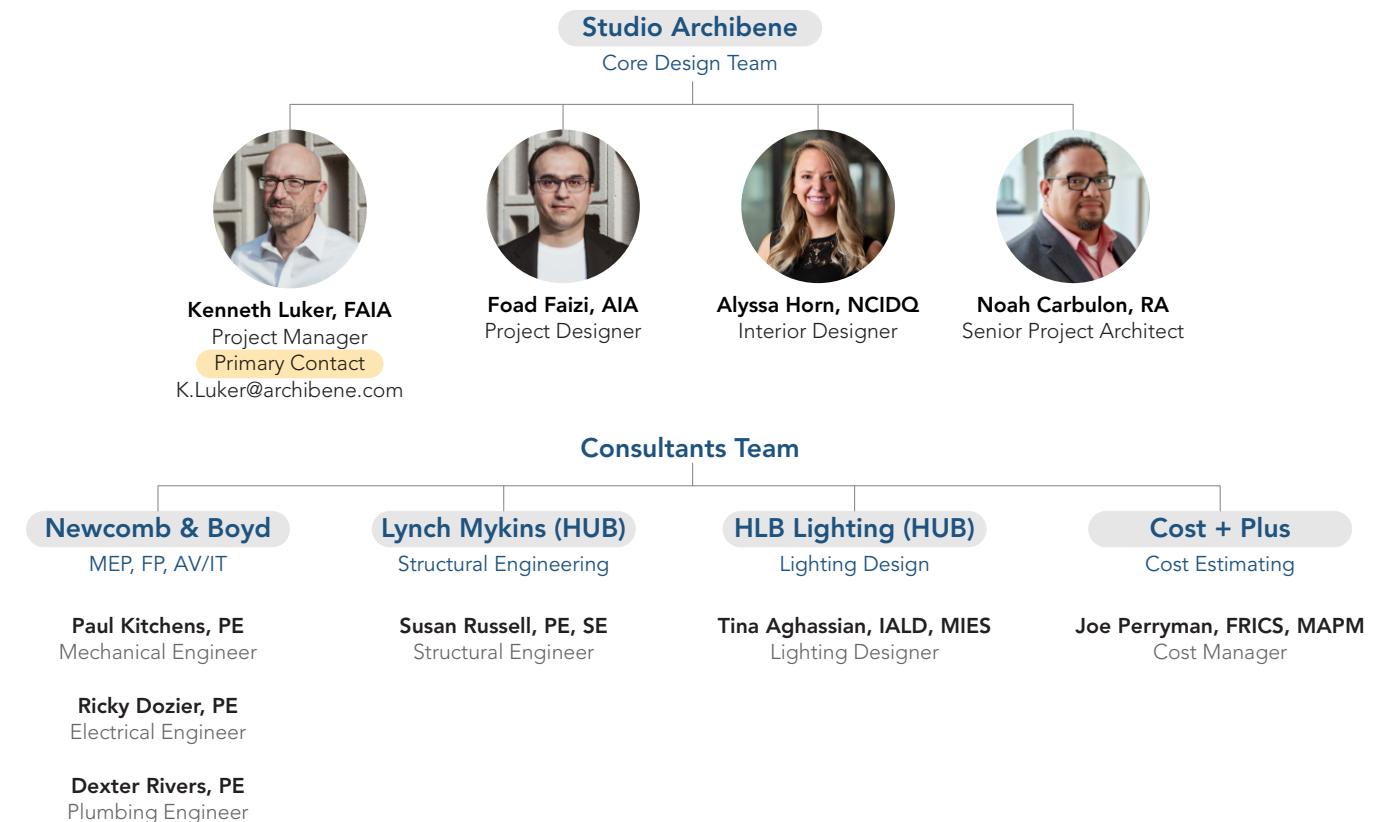 Studio Archibene
Core Design Team
Kenneth Luker, FAIA
Project Manager
Primary Contact
K.Luker@archibene.com
Foad Faizi, AIA
Project Designer
Alyssa Horn, NCIDQ
Interior Designer
Noah Carbulon, RA
Senior Project Architect
Consultants Team
Newcomb & Boyd
MEP, FP, AV/IT
Paul Kitchens, PE
Mechanical Engineer
Ricky Dozier, PE
Electrical Engineer
Dexter Rivers, PE
Plumbing Engineer
Lynch Mykins (HUB)
Structural Engineering
Susan Russell, PE, SE
Structural Engineer
HLB Lighting (HUB)
Lighting Design
Tina Aghassian, IALD, MIES
Lighting Designer
Cost + Plus
Cost Estimating
Joe Perryman, FRICS, MAPM
Cost Manager